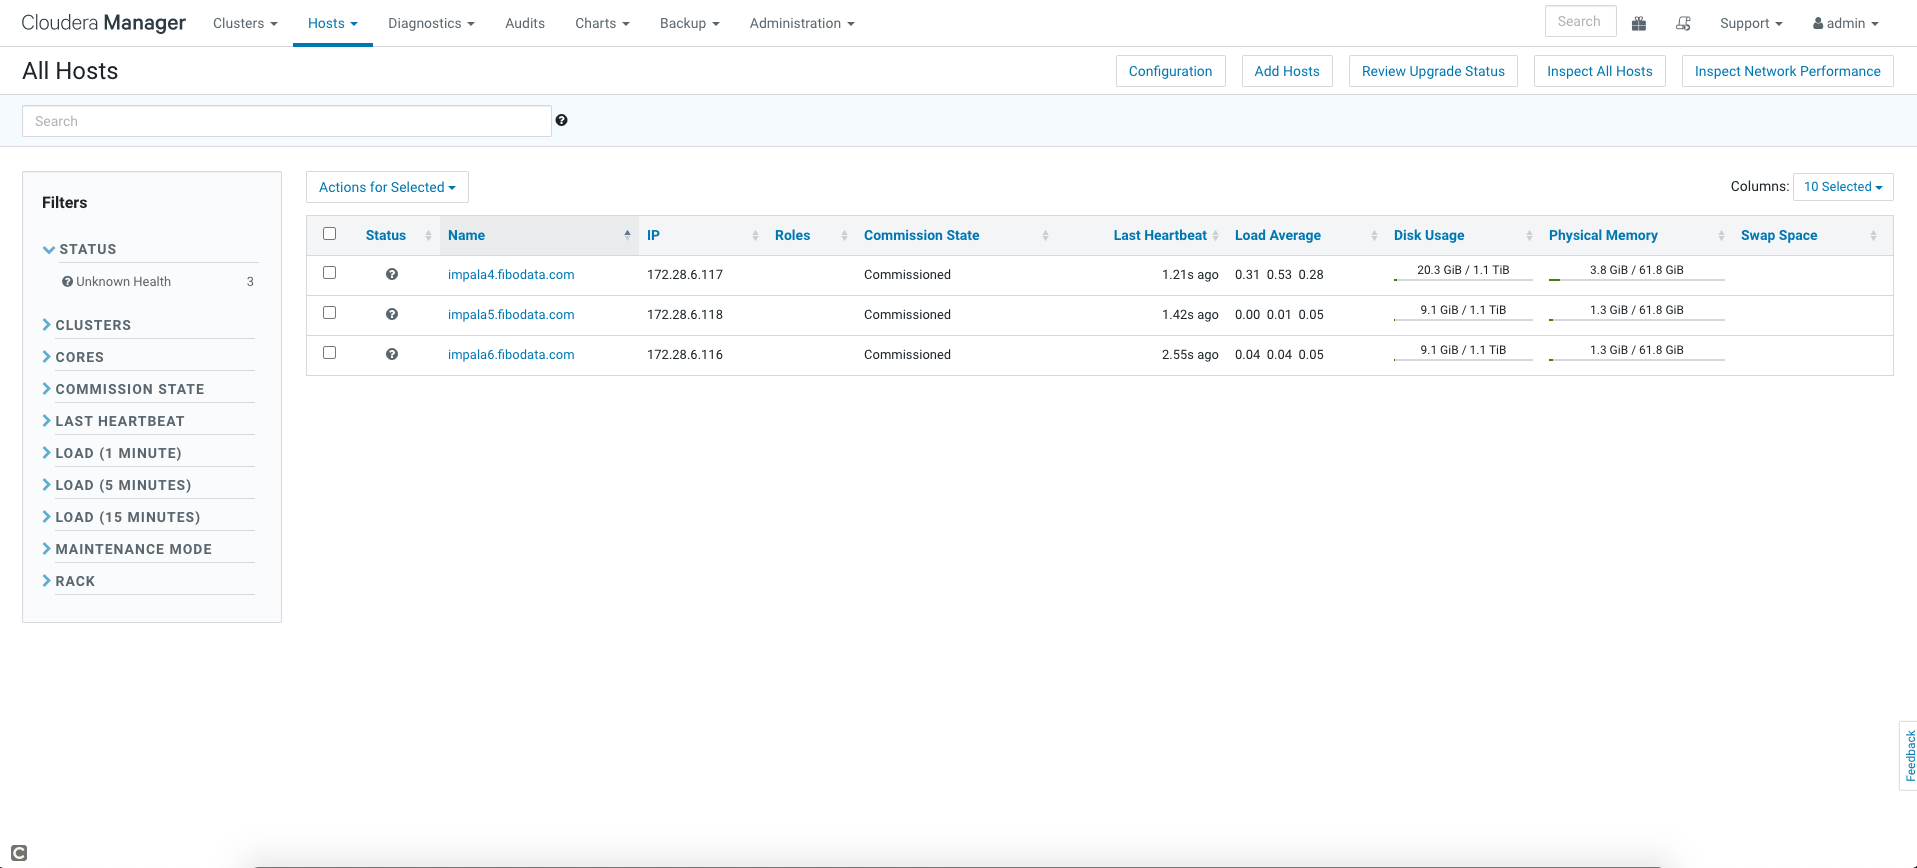 Cloudera Manager Clusters Hosts Diagnostics Audits Charts Backup Administration Search Support admin
All Hosts Configuration Add Hosts Review Upgrade Status Inspect All Hosts Inspect Network Performance
Search
Filters
STATUS
Unknown Health 3
CLUSTERS
CORES
COMMISSION STATE
LAST HEARTBEAT
LOAD (1 MINUTE)
LOAD (5 MINUTES)
LOAD (15 MINUTES)
MAINTENANCE MODE
RACK
Actions for Selected Columns: 10 Selected
Status Name IP Roles Commission State Last Heartbeat Load Average Disk Usage Physical Memory Swap Space
impala4.fibodata.com 172.28.6.117 Commissioned 1.21s ago 0.31 0.53 0.28 20.3 GiB / 1.1 TiB 3.8 GiB / 61.8 GiB
impala5.fibodata.com 172.28.6.118 Commissioned 1.42s ago 0.00 0.01 0.05 9.1 GiB / 1.1 TiB 1.3 GiB / 61.8 GiB
impala6.fibodata.com 172.28.6.116 Commissioned 2.55s ago 0.04 0.04 0.05 9.1 GiB / 1.1 TiB 1.3 GiB / 61.8 GiB
Feedback